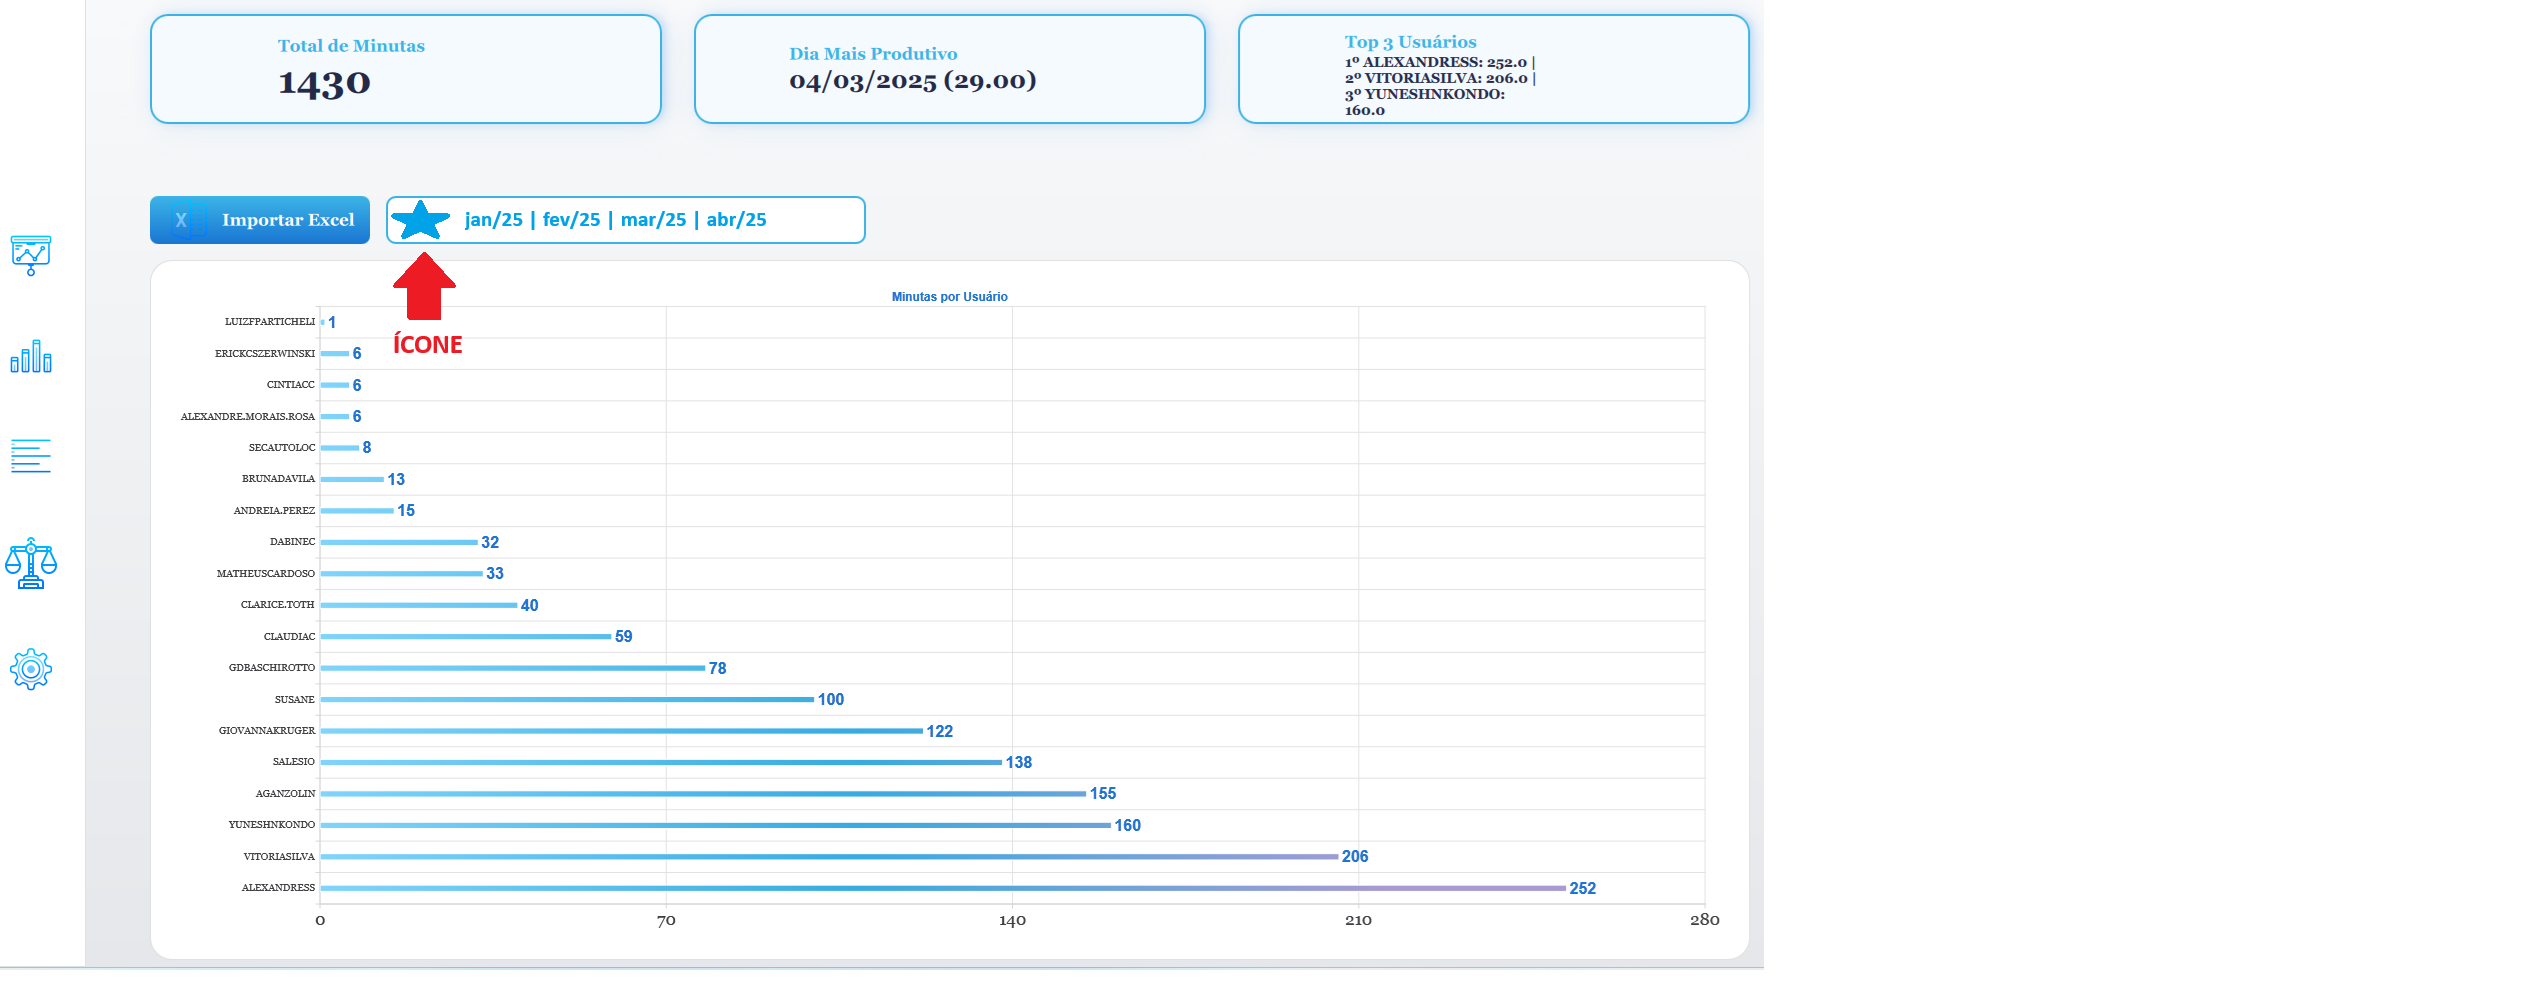 Total de Minutas
1430
Dia Mais Produtivo
04/03/2025 (29.00)
Top 3 Usuários
1º ALEXANDRESS: 252.0 |
2º VITORIASILVA: 206.0 |
3º YUNESHNKONDO:
160.0
X
Importar Excel
jan/25 | fev/25 | mar/25 | abr/25
ÍCONE
Minutas por Usuário
LUIZFPARTICHELI 1
ERICKCSZERWINSKI 6
CINTIACC 6
ALEXANDRE.MORAIS.ROSA 6
SECAUTOLOC 8
BRUNADAVILA 13
ANDREIA.PEREZ 15
DABINEC 32
MATHEUSCARDOSO 33
CLARICE.TOTH 40
CLAUDIAC 59
GDBASCHIROTTO 78
SUSANE 100
GIOVANNAKRUGER 122
SALESIO 138
AGANZOLIN 155
YUNESHNKONDO 160
VITORIASILVA 206
ALEXANDRESS 252
0 70 140 210 280